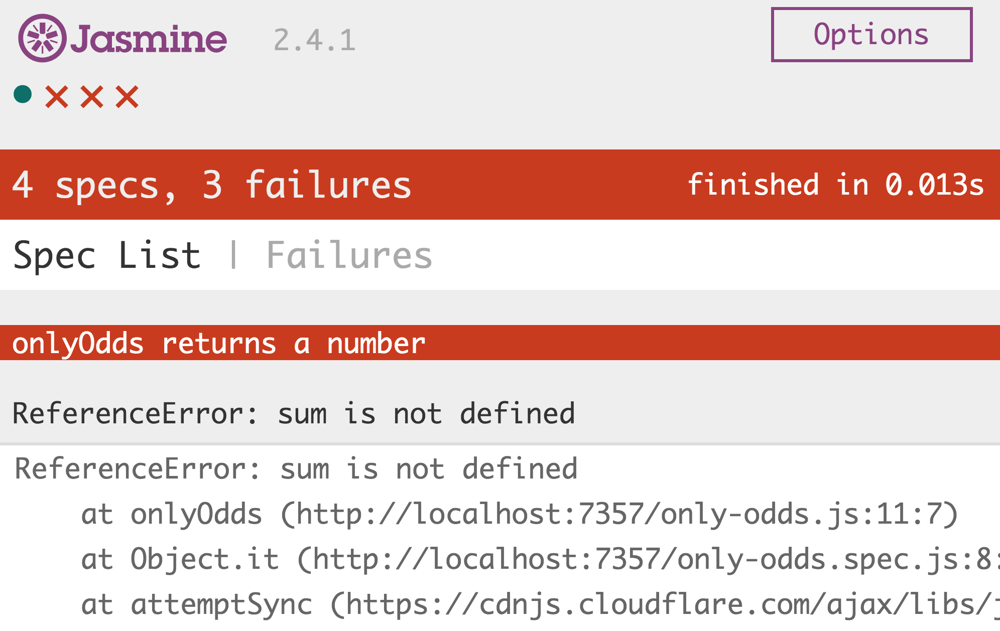 Jasmine 2.4.1 Options
4 specs, 3 failures finished in 0.013s
Spec List | Failures
onlyOdds returns a number
ReferenceError: sum is not defined
ReferenceError: sum is not defined
at onlyOdds (http://localhost:7357/only-odds.js:11:7)
at Object.it (http://localhost:7357/only-odds.spec.js:8:
at attemptSync (https://cdnjs.cloudflare.com/ajax/libs/j